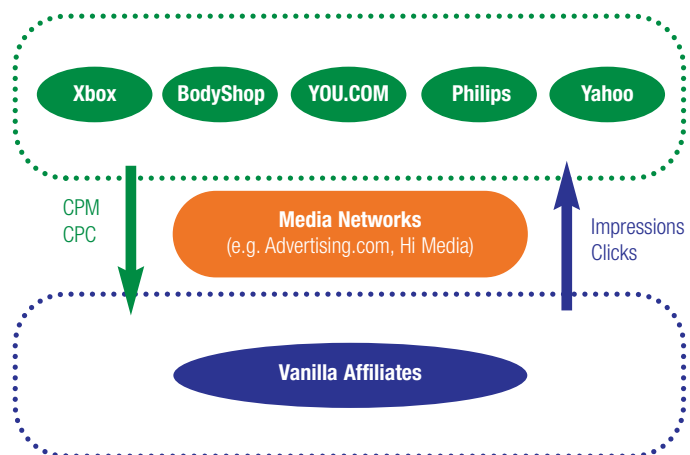 Xbox
BodyShop
YOU.COM
Philips
Yahoo
CPM
CPC
Media Networks
(e.g. Advertising.com, Hi Media)
Impressions
Clicks
Vanilla Affiliates